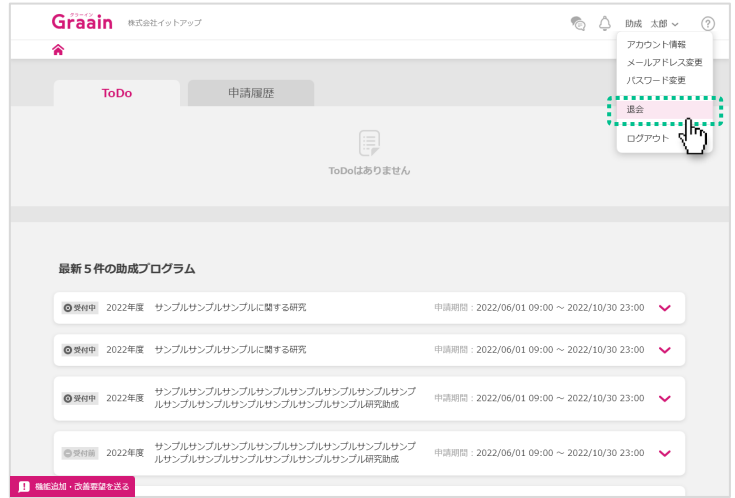 グラーイン
Graain 株式会社イットアップ 助成 太郎
アカウント情報
メールアドレス変更
パスワード変更
退会
ログアウト
ToDo 申請履歴
ToDoはありません
最新５件の助成プログラム
受付中 2022年度 サンプルサンプルサンプルに関する研究 申請期間：2022/06/01 09:00 ～ 2022/10/30 23:00
受付中 2022年度 サンプルサンプルサンプルに関する研究 申請期間：2022/06/01 09:00 ～ 2022/10/30 23:00
受付中 2022年度 サンプルサンプルサンプルサンプルサンプルサンプルサンプルサンプ
ルサンプルサンプルサンプルサンプルサンプルサンプル研究助成 申請期間：2022/06/01 09:00 ～ 2022/10/30 23:00
受付前 2022年度 サンプルサンプルサンプルサンプルサンプルサンプルサンプルサンプ
ルサンプルサンプルサンプルサンプルサンプルサンプル研究助成 申請期間：2022/06/01 09:00 ～ 2022/10/30 23:00
機能追加・改善要望を送る